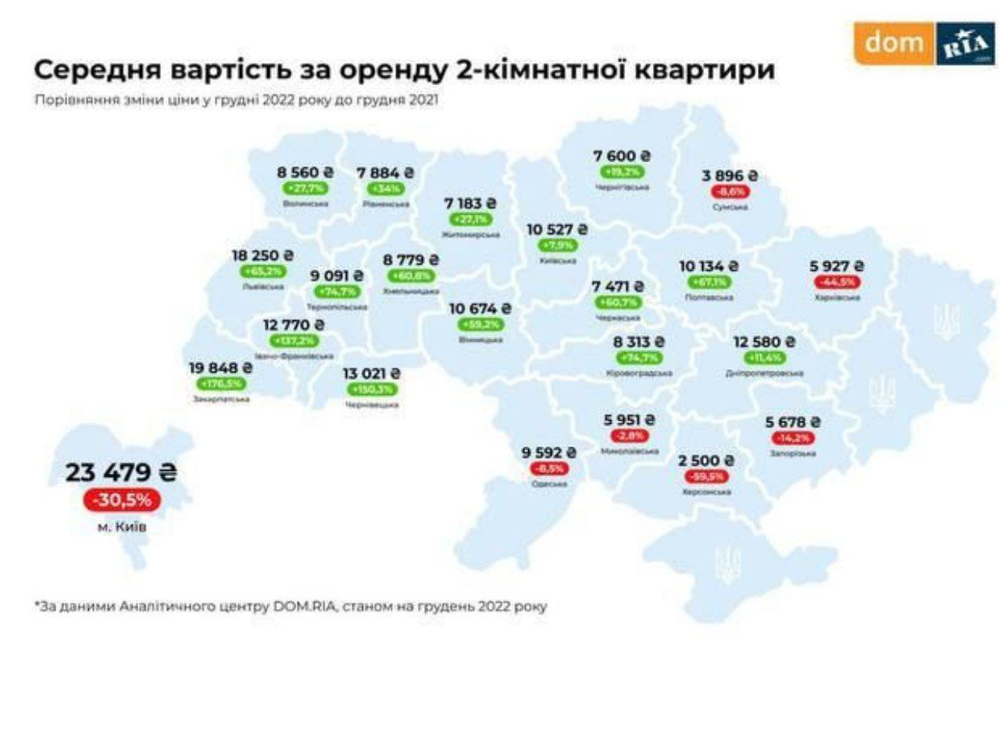 dom RIA .com
Середня вартість за оренду 2-кімнатної квартири
Порівняння зміни ціни у грудні 2022 року до грудня 2021
7 600 ₴
+19,2%
Чернігівська
3 896 ₴
-8,6%
Сумська
8 560 ₴
+27,7%
Волинська
7 884 ₴
+34%
Рівненська
7 183 ₴
+27,1%
Житомирська
10 527 ₴
+7,9%
Київська
18 250 ₴
+65,2%
Львівська
9 091 ₴
+74,7%
Тернопільська
8 779 ₴
+60,8%
Хмельницька
7 471 ₴
+60,7%
Черкаська
10 134 ₴
+67,1%
Полтавська
5 927 ₴
-44,5%
Харківська
10 674 ₴
+59,2%
Вінницька
12 770 ₴
+137,2%
Івано-Франківська
8 313 ₴
+74,7%
Кіровоградська
12 580 ₴
+11,4%
Дніпропетровська
19 848 ₴
+176,5%
Закарпатська
13 021 ₴
+150,3%
Чернівецька
5 951 ₴
-2,8%
Миколаївська
5 678 ₴
-14,2%
Запорізька
9 592 ₴
-8,5%
Одеська
2 500 ₴
-59,5%
Херсонська
23 479 ₴
-30,5%
м. Київ
*За даними Аналітичного центру DOM.RIA, станом на грудень 2022 року